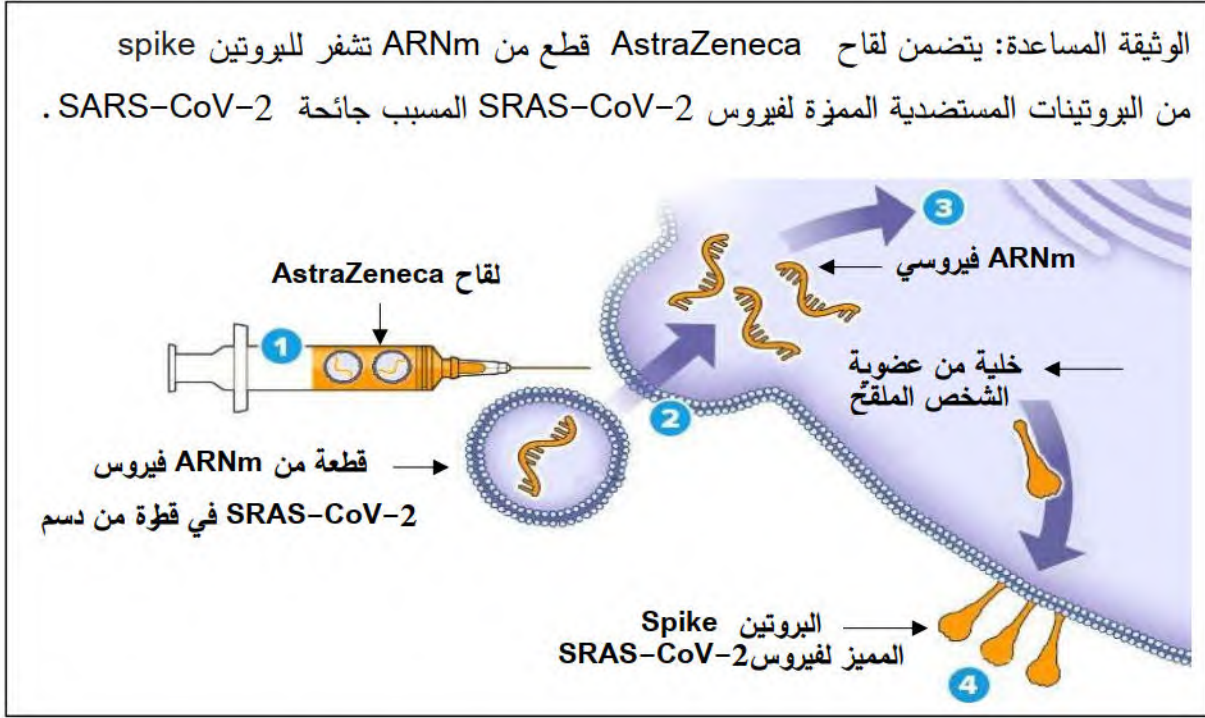 الوثيقة المساعدة: يتضمن لقاح AstraZeneca قطع من ARNm تشفر للبروتين spike
من البروتينات المستضدية المميزة لفيروس SRAS-CoV-2 المسبب جائحة SARS-CoV-2 .
3
ARNm فيروسي
لقاح AstraZeneca
1
خلية من عضوية
الشخص الملقح
2
قطعة من ARNm فيروس
SRAS-CoV-2 في قطرة من دسم
البروتين Spike
المميز لفيروس SRAS-CoV-2
4